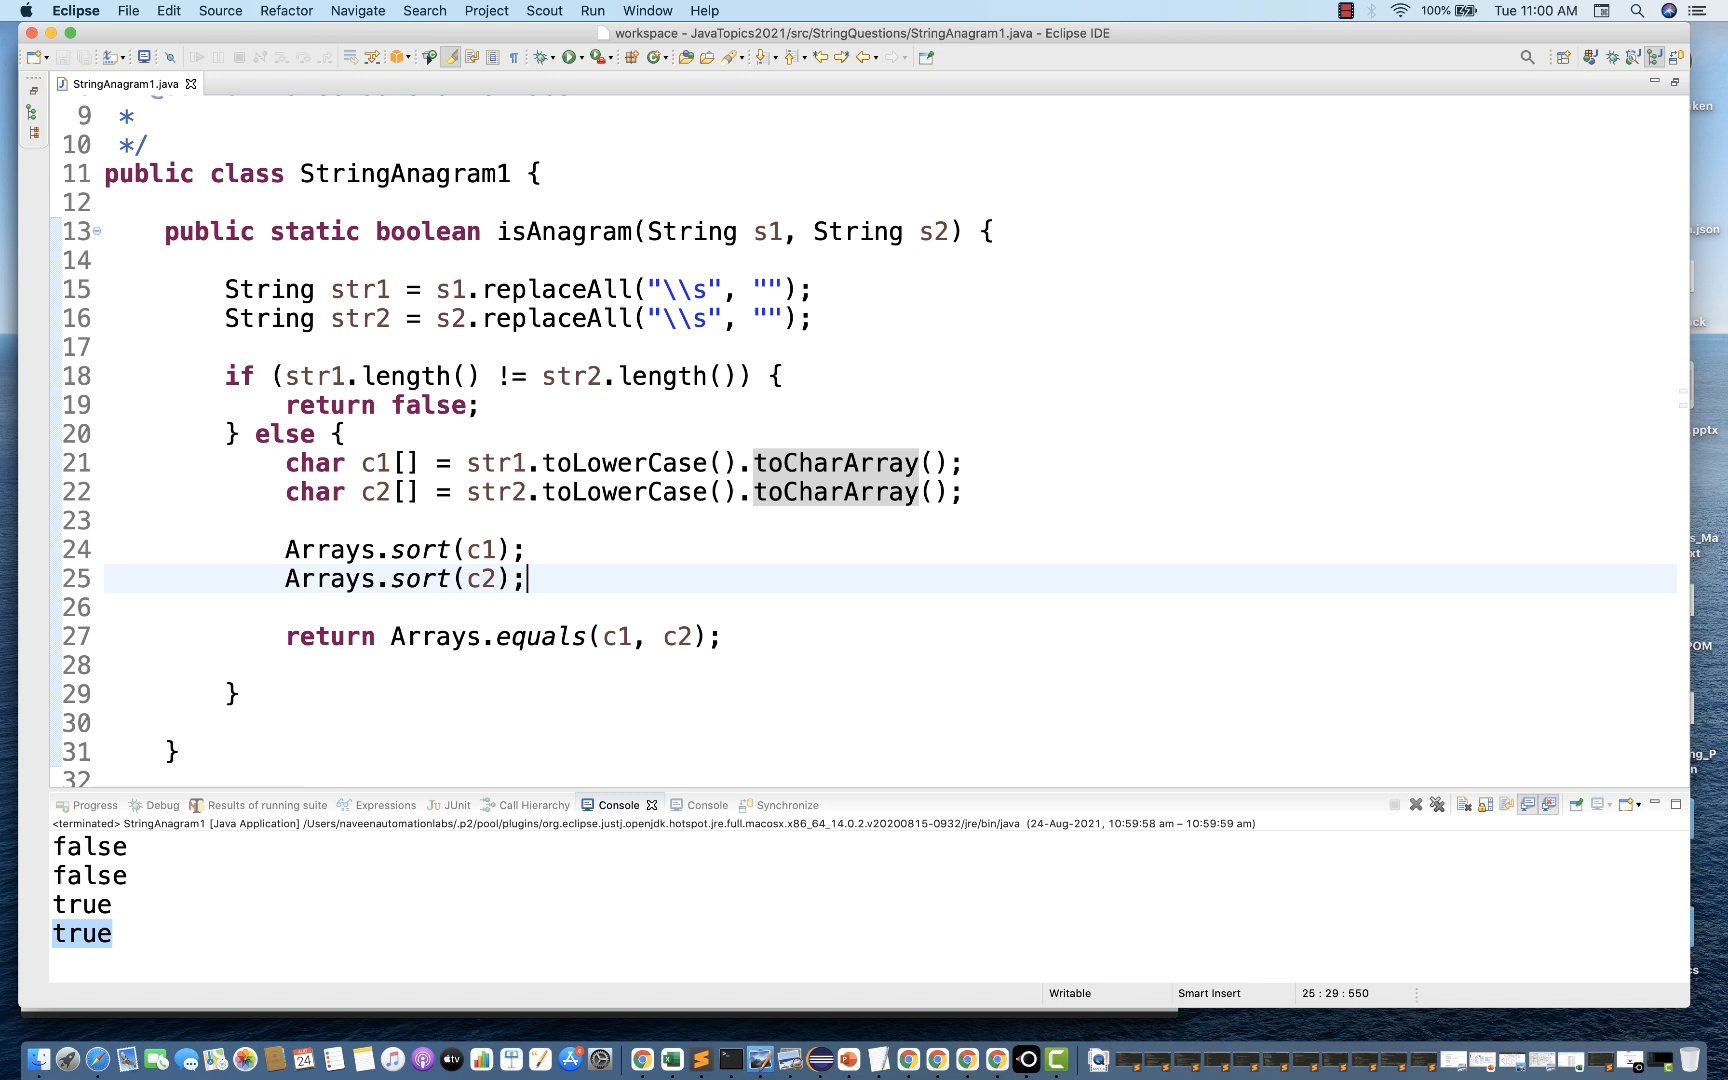 Eclipse File Edit Source Refactor Navigate Search Project Scout Run Window Help 100% Tue 11:00 AM
workspace - JavaTopics2021/src/StringQuestions/StringAnagram1.java - Eclipse IDE
StringAnagram1.java
9 *
10 */
11 public class StringAnagram1 {
12
13 public static boolean isAnagram(String s1, String s2) {
14
15 String str1 = s1.replaceAll("\\s", "");
16 String str2 = s2.replaceAll("\\s", "");
17
18 if (str1.length() != str2.length()) {
19 return false;
20 } else {
21 char c1[] = str1.toLowerCase().toCharArray();
22 char c2[] = str2.toLowerCase().toCharArray();
23
24 Arrays.sort(c1);
25 Arrays.sort(c2);
26
27 return Arrays.equals(c1, c2);
28
29 }
30
31 }
32
Progress Debug Results of running suite Expressions JUnit Call Hierarchy Console Console Synchronize
<terminated> StringAnagram1 [Java Application] /Users/naveenautomationlabs/.p2/pool/plugins/org.eclipse.justj.openjdk.hotspot.jre.full.macosx.x86_64_14.0.2.v20200815-0932/jre/bin/java (24-Aug-2021, 10:59:58 am – 10:59:59 am)
false
false
true
true
Writable Smart Insert 25 : 29 : 550